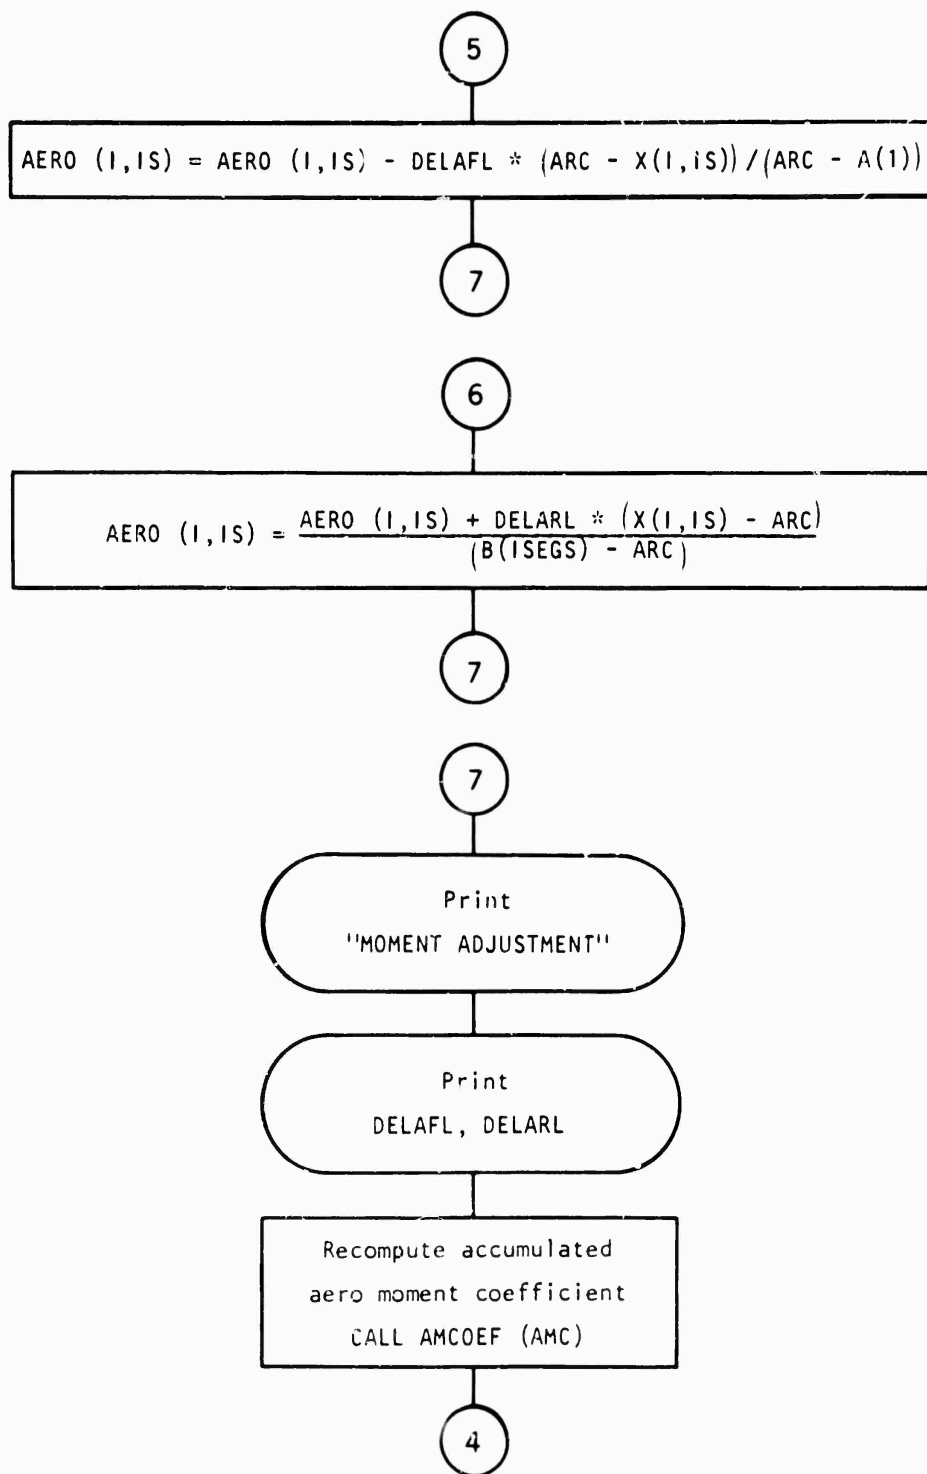 5
AERO (I,IS) = AERO (I,IS) - DELAFL * (ARC - X(I,iS))/(ARC - A(1))
7
6
AERO (I,IS) = AERO (I,IS) + DELARL * (X(I,IS) - ARC)
(B(ISEGS) - ARC)
7
7
Print
"MOMENT ADJUSTMENT"
Print
DELAFL, DELARL
Recompute accumulated
aero moment coefficient
CALL AMCOEF (AMC)
4